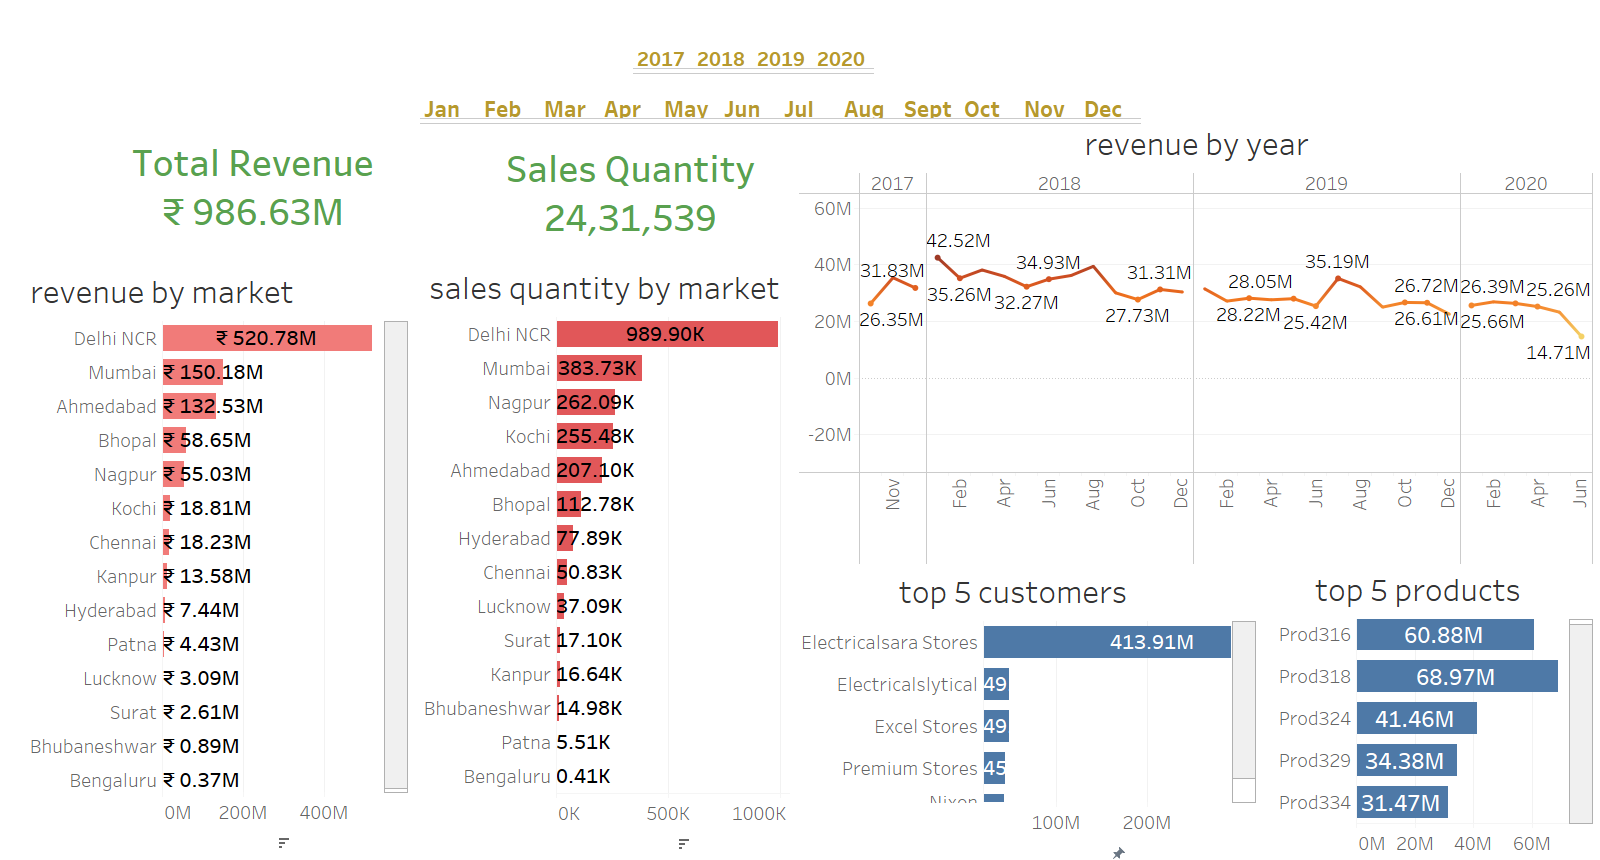 2017 2018 2019 2020
Jan Feb Mar Apr May Jun Jul Aug Sept Oct Nov Dec
Total Revenue
₹ 986.63M
Sales Quantity
24,31,539
revenue by market
Delhi NCR ₹ 520.78M
Mumbai ₹ 150.18M
Ahmedabad ₹ 132.53M
Bhopal ₹ 58.65M
Nagpur ₹ 55.03M
Kochi ₹ 18.81M
Chennai ₹ 18.23M
Kanpur ₹ 13.58M
Hyderabad ₹ 7.44M
Patna ₹ 4.43M
Lucknow ₹ 3.09M
Surat ₹ 2.61M
Bhubaneshwar ₹ 0.89M
Bengaluru ₹ 0.37M
0M 200M 400M
sales quantity by market
Delhi NCR 989.90K
Mumbai 383.73K
Nagpur 262.09K
Kochi 255.48K
Ahmedabad 207.10K
Bhopal 112.78K
Hyderabad 77.89K
Chennai 50.83K
Lucknow 37.09K
Surat 17.10K
Kanpur 16.64K
Bhubaneshwar 14.98K
Patna 5.51K
Bengaluru 0.41K
0K 500K 1000K
revenue by year
2017 2018 2019 2020
60M
40M
20M
0M
-20M
42.52M
31.83M 34.93M 31.31M 28.05M 35.19M 26.72M 26.39M 25.26M
26.35M 35.26M 32.27M 27.73M 28.22M 25.42M 26.61M 25.66M
14.71M
Nov Feb Apr Jun Aug Oct Dec Feb Apr Jun Aug Oct Dec Feb Apr Jun
top 5 customers
Electricalsara Stores 413.91M
Electricalslytical 49
Excel Stores 49
Premium Stores 45
Nixon
100M 200M
top 5 products
Prod316 60.88M
Prod318 68.97M
Prod324 41.46M
Prod329 34.38M
Prod334 31.47M
0M 20M 40M 60M